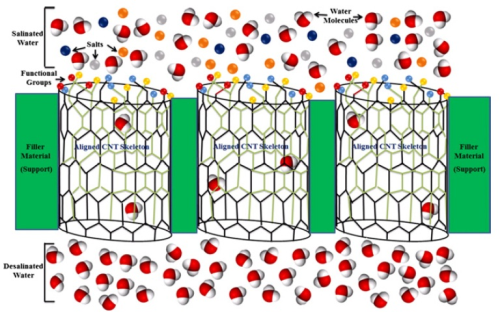 Salinated
Water
Water
Molecules
Salts
Functional
Groups
Filler
Material
(Support)
Aligned CNT Skeleton
Aligned CNT Skeleton
Aligned CNT Skeleton
Filler
Material
(Support)
Desalinated
Water